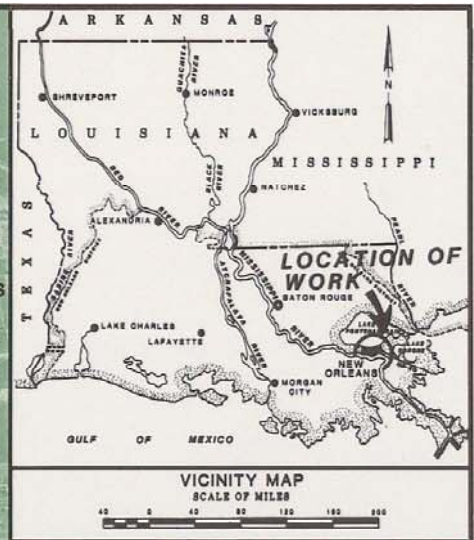 ARKANSAS
OUACHITA RIVER
SHREVEPORT
MONROE
VICKSBURG
N
LOUISIANA
MISSISSIPPI
BLACK RIVER
RED RIVER
NATCHEZ
ALEXANDRIA
PEARL RIVER
TEXAS
SABINE RIVER
LOCATION OF
WORK
MISSISSIPPI RIVER
BATON ROUGE
ATCHAFALAYA RIVER
LAKE CHARLES
LAFAYETTE
LAKE
LAKE
NEW
ORLEANS
MORGAN
CITY
GULF OF MEXICO
S
VICINITY MAP
SCALE OF MILES
40 0 40 80 120 160 200